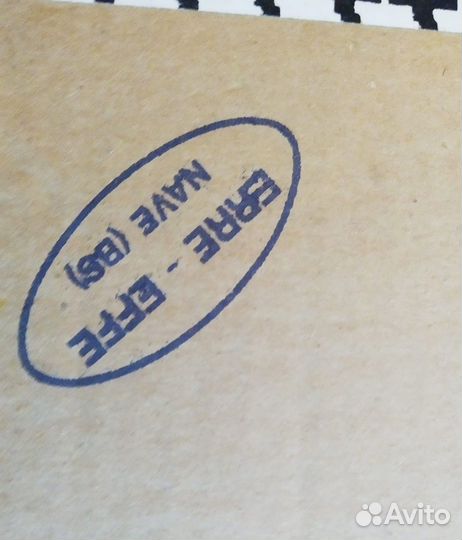 ERRE - EFFE
NAVE (BS)
Avito